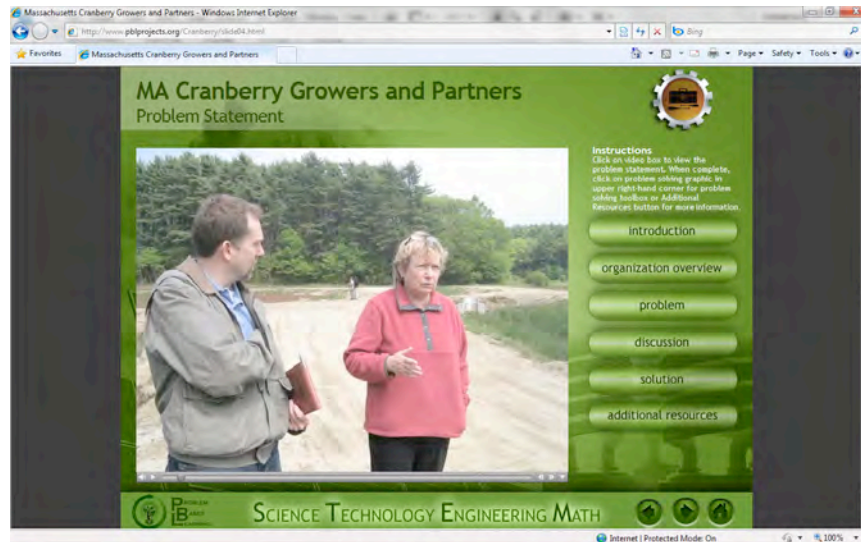 Massachusetts Cranberry Growers and Partners - Windows Internet Explorer
http://www.pblprojects.org/Cranberry/slide04.html
Bing
Favorites
Massachusetts Cranberry Growers and Partners
Page
Safety
Tools
MA Cranberry Growers and Partners
Problem Statement
Instructions
Click on video box to view the
problem statement. When complete,
click on problem solving graphic in
upper right-hand corner for problem
solving toolbox or Additional
Resources button for more information.
introduction
organization overview
problem
discussion
solution
additional resources
PROBLEM
BASED
LEARNING
SCIENCE TECHNOLOGY ENGINEERING MATH
Internet | Protected Mode: On
100%